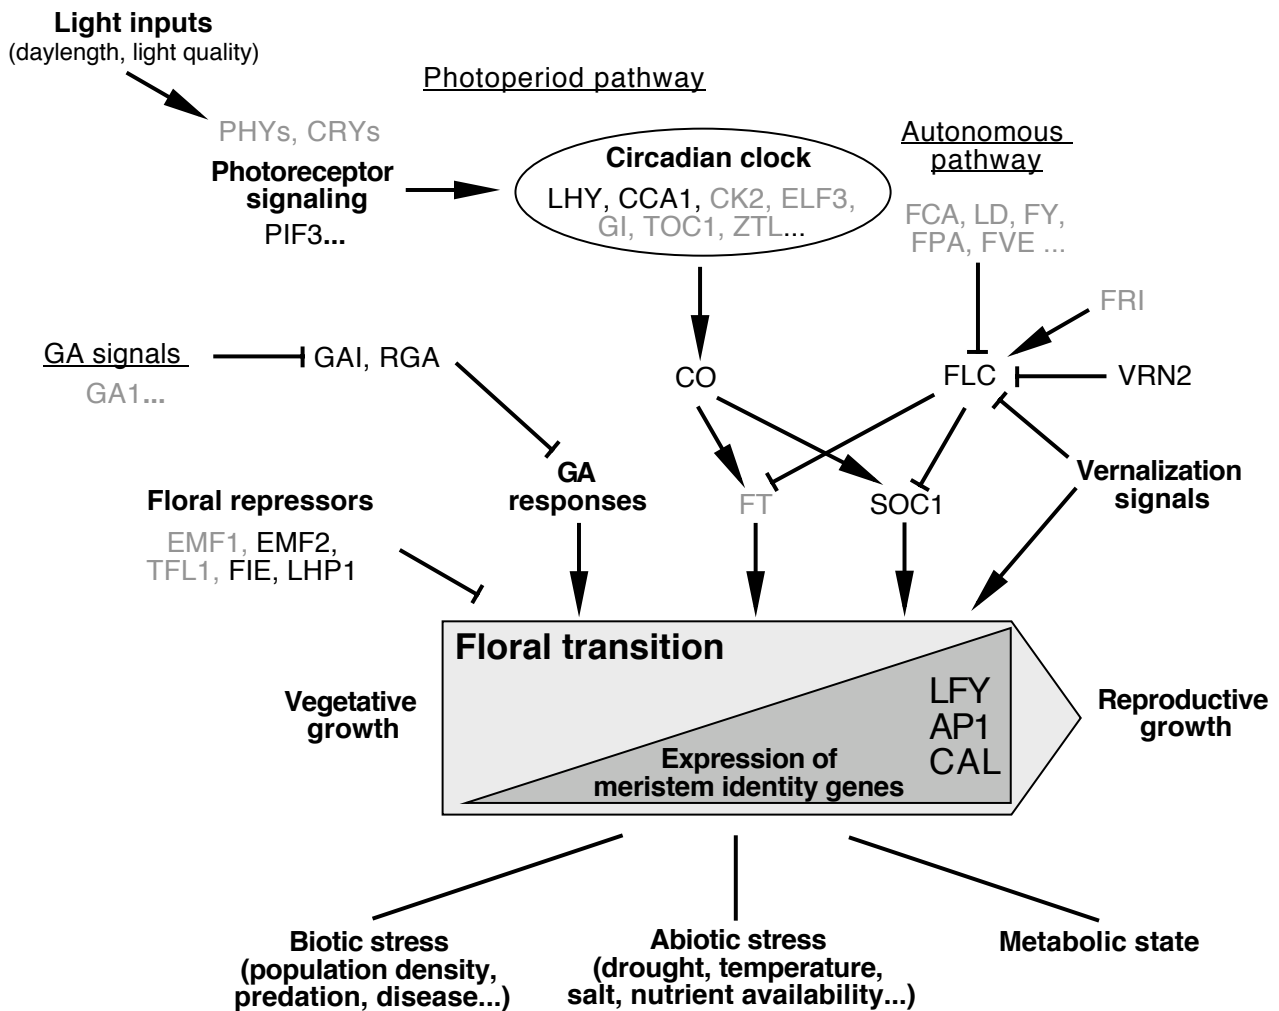 Light inputs
(daylength, light quality)
Photoperiod pathway
PHYs, CRYs
Photoreceptor
signaling
PIF3...
Circadian clock
LHY, CCA1, CK2, ELF3,
GI, TOC1, ZTL...
Autonomous
pathway
FCA, LD, FY,
FPA, FVE ...
FRI
GA signals
GA1...
GAI, RGA
CO
FLC
VRN2
GA
responses
Floral repressors
EMF1, EMF2,
TFL1, FIE, LHP1
FT
SOC1
Vernalization
signals
Floral transition
Vegetative
growth
LFY
AP1
CAL
Expression of
meristem identity genes
Reproductive
growth
Biotic stress
(population density,
predation, disease...)
Abiotic stress
(drought, temperature,
salt, nutrient availability...)
Metabolic state